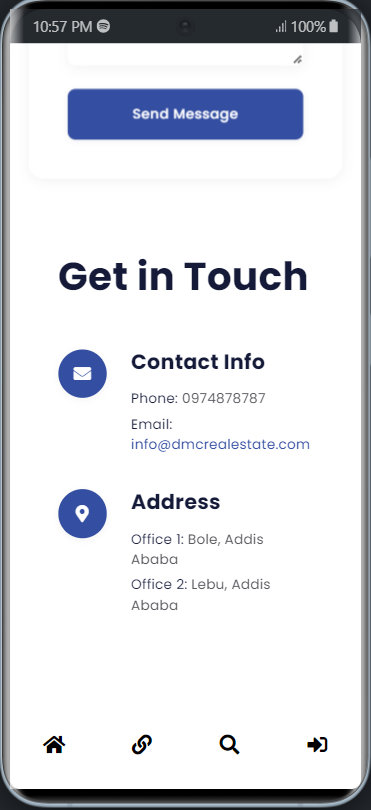 10:57 PM 100%
Send Message
Get in Touch
Contact Info
Phone: 0974878787
Email:
info@dmcrealestate.com
Address
Office 1: Bole, Addis
Ababa
Office 2: Lebu, Addis
Ababa